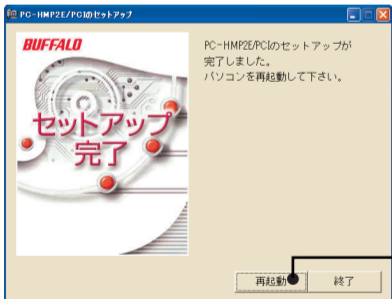 PC-HMP2E/PCIのセットアップ
BUFFALO
セットアップ
完了
PC-HMP2E/PCIのセットアップが
完了しました。
パソコンを再起動して下さい。
再起動
終了